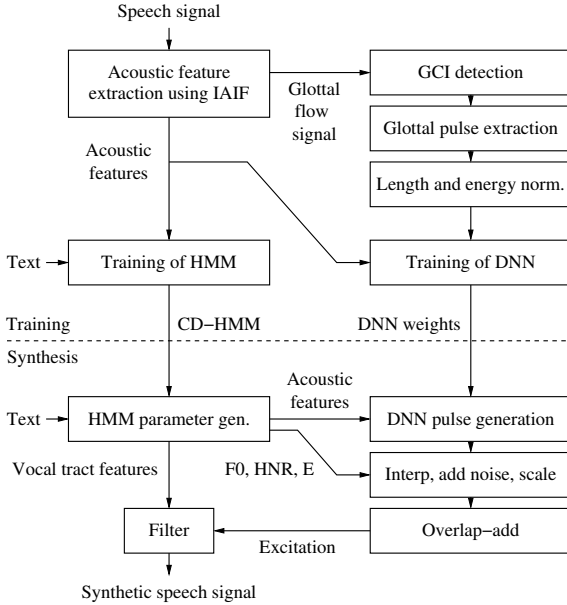 Speech signal
Acoustic feature
extraction using IAIF
Glottal
flow
signal
GCI detection
Glottal pulse extraction
Length and energy norm.
Acoustic
features
Text
Training of HMM
Training of DNN
Training
CD−HMM
DNN weights
Synthesis
Acoustic
features
Text
HMM parameter gen.
DNN pulse generation
Vocal tract features
F0, HNR, E
Interp, add noise, scale
Filter
Excitation
Overlap−add
Synthetic speech signal